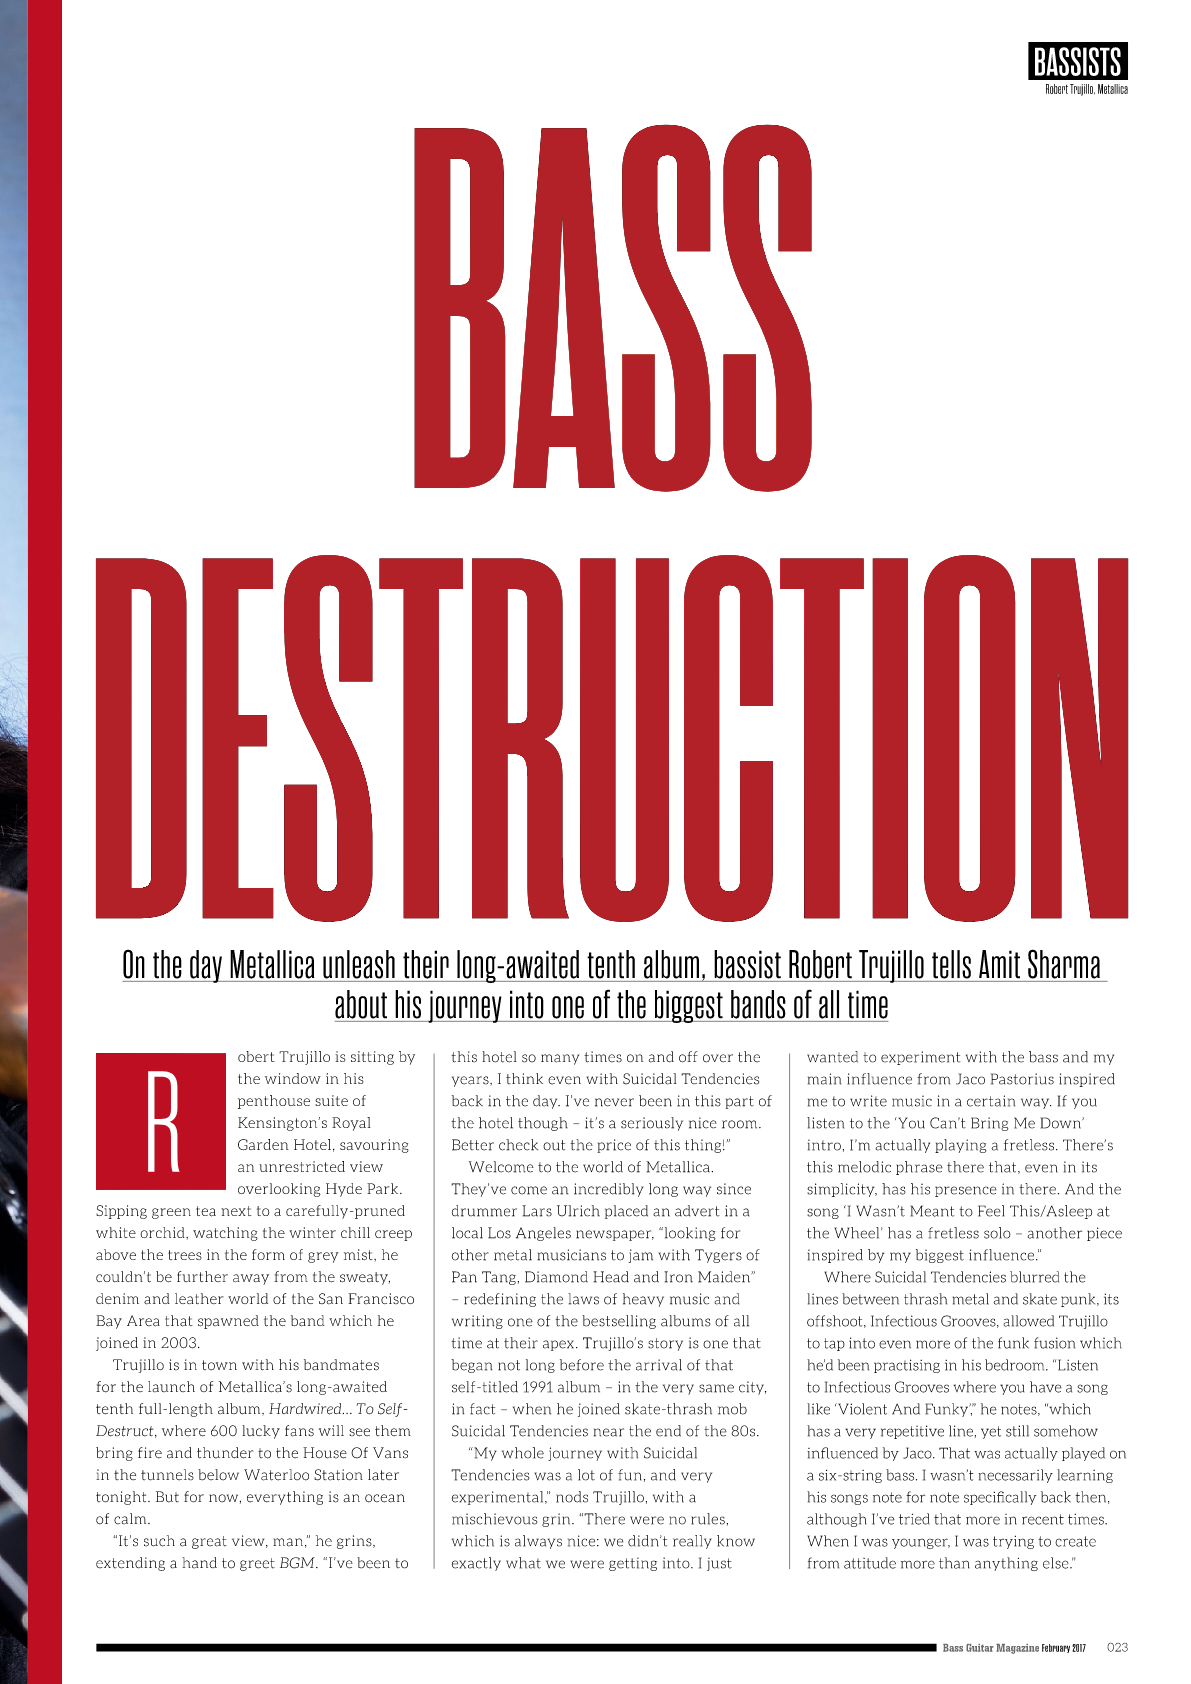 BASSISTS
Robert Trujillo, Metallica
BASS
DESTRUCTION
On the day Metallica unleash their long-awaited tenth album, bassist Robert Trujillo tells Amit Sharma
about his journey into one of the biggest bands of all time
R
obert Trujillo is sitting by
the window in his
penthouse suite of
Kensington's Royal
Garden Hotel, savouring
an unrestricted view
overlooking Hyde Park.
Sipping green tea next to a carefully-pruned
white orchid, watching the winter chill creep
above the trees in the form of grey mist, he
couldn't be further away from the sweaty,
denim and leather world of the San Francisco
Bay Area that spawned the band which he
joined in 2003.
Trujillo is in town with his bandmates
for the launch of Metallica's long-awaited
tenth full-length album, Hardwired... To Self-
Destruct, where 600 lucky fans will see them
bring fire and thunder to the House Of Vans
in the tunnels below Waterloo Station later
tonight. But for now, everything is an ocean
of calm.
“It's such a great view, man,” he grins,
extending a hand to greet BGM. “I've been to
this hotel so many times on and off over the
years, I think even with Suicidal Tendencies
back in the day. I've never been in this part of
the hotel though – it's a seriously nice room.
Better check out the price of this thing!”
Welcome to the world of Metallica.
They've come an incredibly long way since
drummer Lars Ulrich placed an advert in a
local Los Angeles newspaper, “looking for
other metal musicians to jam with Tygers of
Pan Tang, Diamond Head and Iron Maiden”
– redefining the laws of heavy music and
writing one of the bestselling albums of all
time at their apex. Trujillo's story is one that
began not long before the arrival of that
self-titled 1991 album – in the very same city,
in fact – when he joined skate-thrash mob
Suicidal Tendencies near the end of the 80s.
“My whole journey with Suicidal
Tendencies was a lot of fun, and very
experimental,” nods Trujillo, with a
mischievous grin. “There were no rules,
which is always nice: we didn't really know
exactly what we were getting into. I just
wanted to experiment with the bass and my
main influence from Jaco Pastorius inspired
me to write music in a certain way. If you
listen to the ‘You Can't Bring Me Down’
intro, I'm actually playing a fretless. There's
this melodic phrase there that, even in its
simplicity, has his presence in there. And the
song ‘I Wasn't Meant to Feel This/Asleep at
the Wheel’ has a fretless solo – another piece
inspired by my biggest influence.”
Where Suicidal Tendencies blurred the
lines between thrash metal and skate punk, its
offshoot, Infectious Grooves, allowed Trujillo
to tap into even more of the funk fusion which
he'd been practising in his bedroom. “Listen
to Infectious Grooves where you have a song
like ‘Violent And Funky’,” he notes, “which
has a very repetitive line, yet still somehow
influenced by Jaco. That was actually played on
a six-string bass. I wasn't necessarily learning
his songs note for note specifically back then,
although I've tried that more in recent times.
When I was younger, I was trying to create
from attitude more than anything else.”
Bass Guitar Magazine February 2017 023